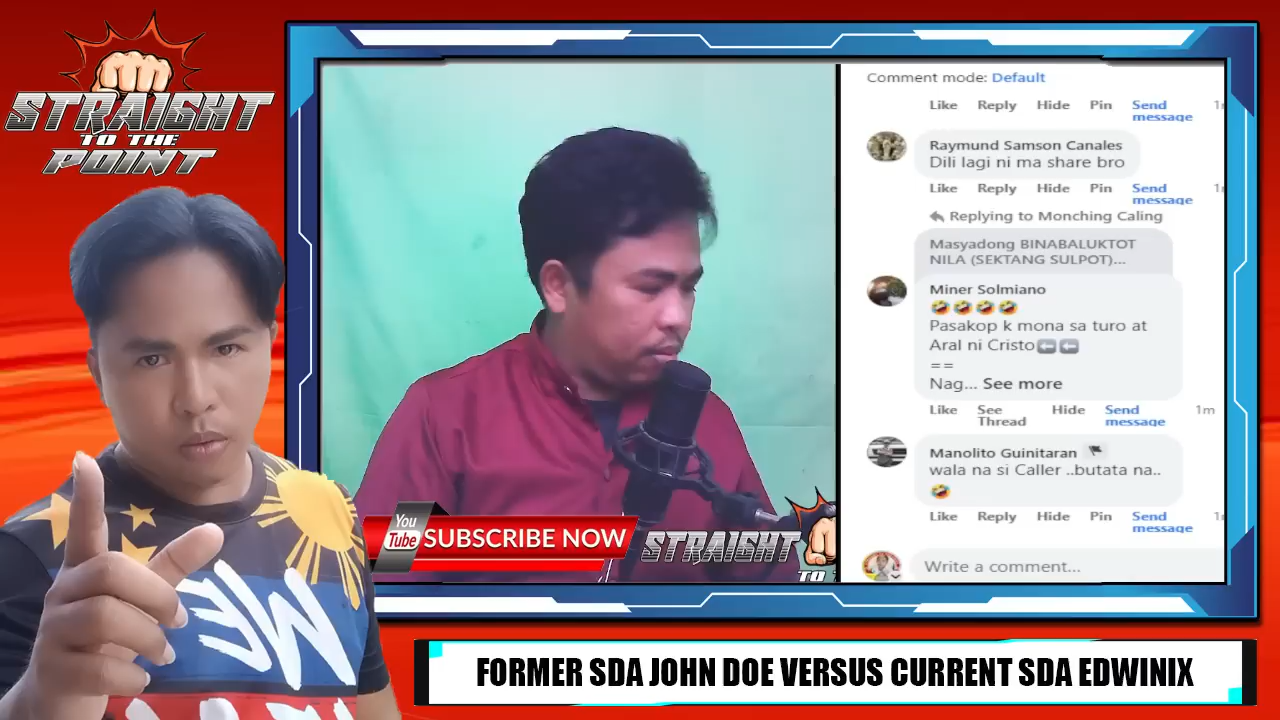 STRAIGHT
TO THE
POINT
Comment mode: Default
Like Reply Hide Pin Send message
Raymund Samson Canales
Dili lagi ni ma share bro
Like Reply Hide Pin Send message
Replying to Monching Caling
Masyadong BINABALUKTOT
NILA (SEKTANG SULPOT)...
Miner Solmiano
🤣🤣🤣🤣
Pasakop k mona sa turo at
Aral ni Cristo⬅️⬅️
==
Nag... See more
Like See Thread Hide Send message 1m
Manolito Guinitaran
wala na si Caller ..butata na..
🤣
Like Reply Hide Pin Send message
Write a comment...
You
Tube
SUBSCRIBE NOW
STRAIGHT
TO
ME
FORMER SDA JOHN DOE VERSUS CURRENT SDA EDWINIX